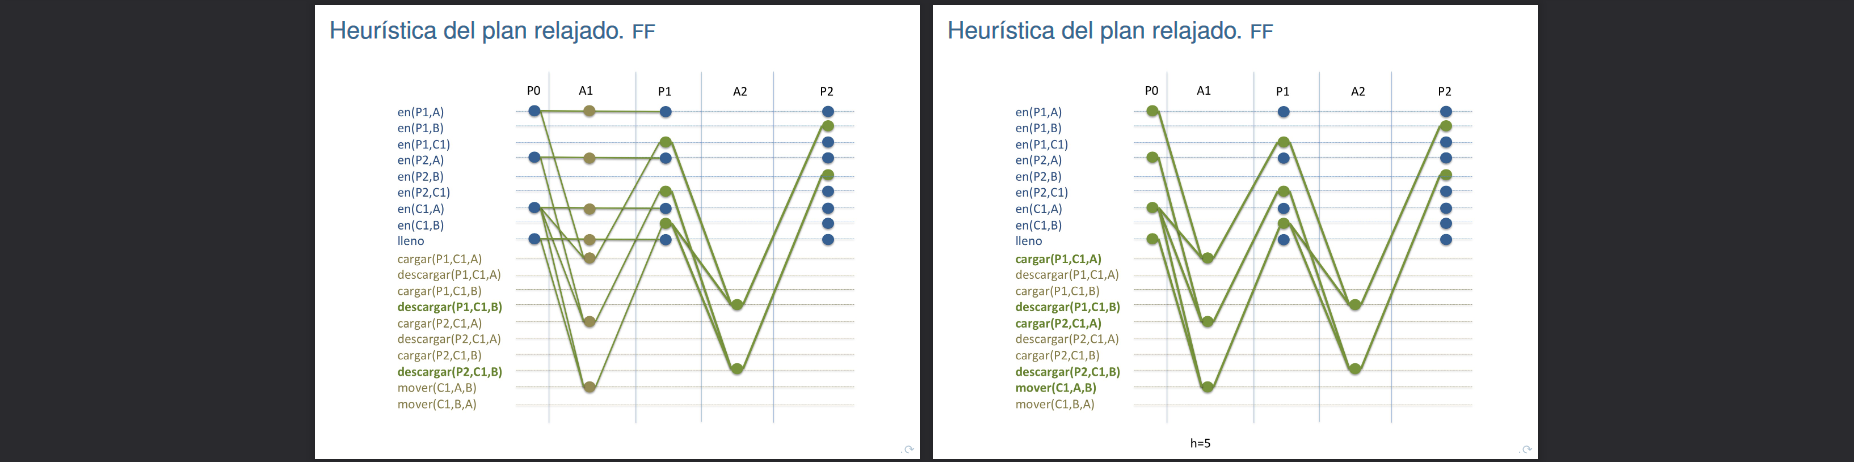 Heurística del plan relajado. FF
P0 A1 P1 A2 P2
en(P1,A)
en(P1,B)
en(P1,C1)
en(P2,A)
en(P2,B)
en(P2,C1)
en(C1,A)
en(C1,B)
lleno
cargar(P1,C1,A)
descargar(P1,C1,A)
cargar(P1,C1,B)
descargar(P1,C1,B)
cargar(P2,C1,A)
descargar(P2,C1,A)
cargar(P2,C1,B)
descargar(P2,C1,B)
mover(C1,A,B)
mover(C1,B,A)
Heurística del plan relajado. FF
P0 A1 P1 A2 P2
en(P1,A)
en(P1,B)
en(P1,C1)
en(P2,A)
en(P2,B)
en(P2,C1)
en(C1,A)
en(C1,B)
lleno
cargar(P1,C1,A)
descargar(P1,C1,A)
cargar(P1,C1,B)
descargar(P1,C1,B)
cargar(P2,C1,A)
descargar(P2,C1,A)
cargar(P2,C1,B)
descargar(P2,C1,B)
mover(C1,A,B)
mover(C1,B,A)
h=5